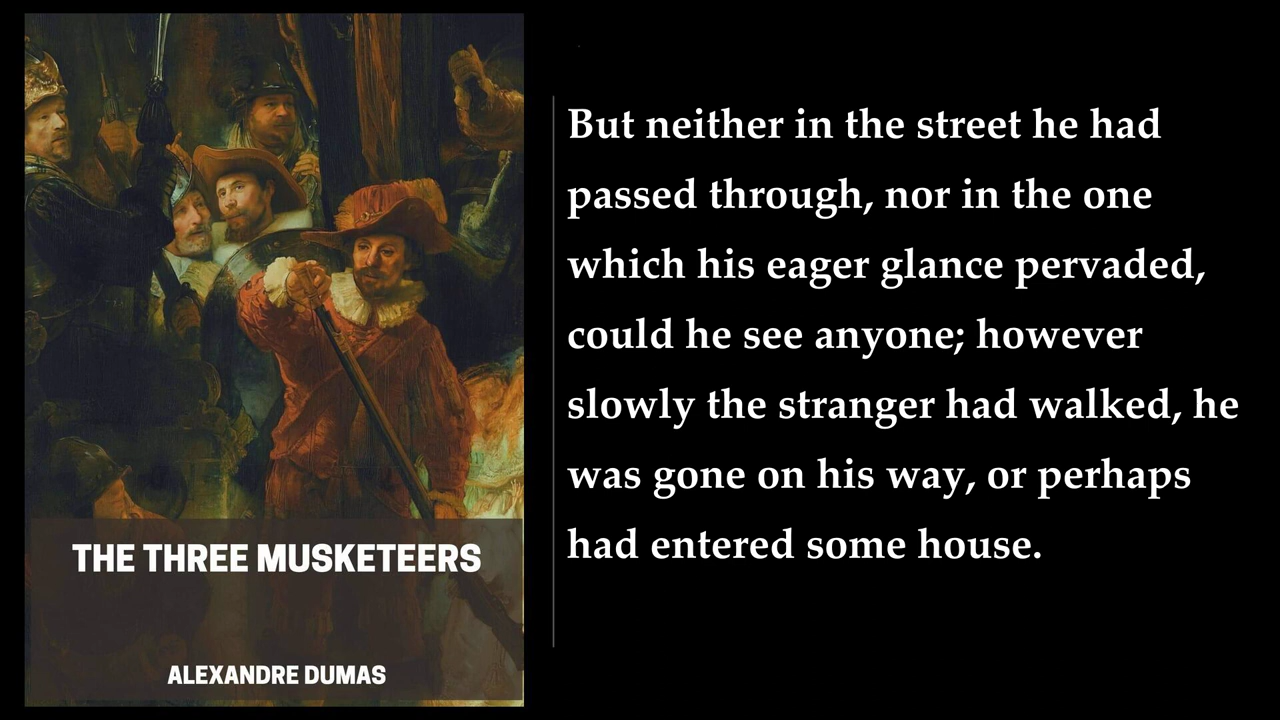 THE THREE MUSKETEERS
ALEXANDRE DUMAS
But neither in the street he had
passed through, nor in the one
which his eager glance pervaded,
could he see anyone; however
slowly the stranger had walked, he
was gone on his way, or perhaps
had entered some house.